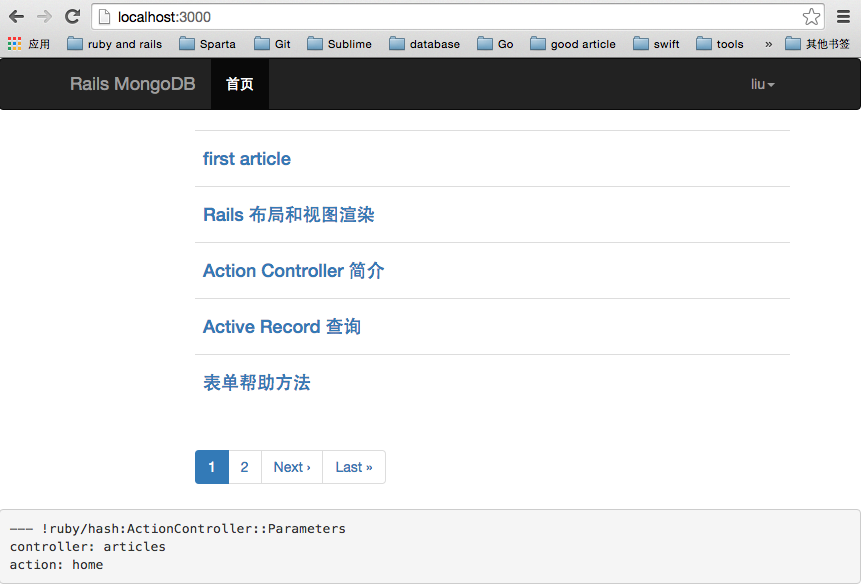 localhost:3000
应用 ruby and rails Sparta Git Sublime database Go good article swift tools » 其他书签
Rails MongoDB 首页 liu
first article
Rails 布局和视图渲染
Action Controller 简介
Active Record 查询
表单帮助方法
1 2 Next › Last »
--- !ruby/hash:ActionController::Parameters
controller: articles
action: home